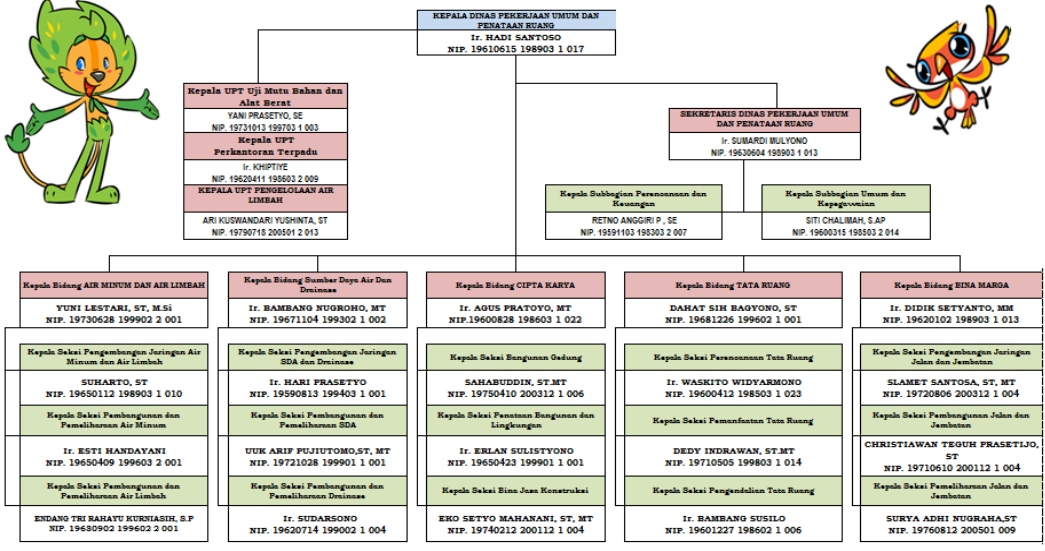 KEPALA DINAS PEKERJAAN UMUM DAN
PENATAAN RUANG
Ir. HADI SANTOSO
NIP. 19610615 198903 1 017
Kepala UPT Uji Mutu Bahan dan
Alat Berat
YANI PRASETYO, SE
NIP. 19731013 199703 1 003
Kepala UPT
Perkantoran Terpadu
Ir. KHIPTIYE
NIP. 19620411 198603 2 009
KEPALA UPT PENGELOLAAN AIR
LIMBAH
ARI KUSWANDARI YUSHINTA, ST
NIP. 19790718 200501 2 013
SEKRETARIS DINAS PEKERJAAN UMUM
DAN PENATAAN RUANG
Ir. SUMARDI MULYONO
NIP. 19630604 198903 1 013
Kepala Subbagian Perencanaan dan
Keuangan
RETNO ANGGIRI P , SE
NIP. 19591103 198303 2 007
Kepala Subbagian Umum dan
Kepegawaian
SITI CHALIMAH, S.AP
NIP. 19600315 198503 2 014
Kepala Bidang AIR MINUM DAN AIR LIMBAH
YUNI LESTARI, ST, M.Si
NIP. 19730628 199902 2 001
Kepala Seksi Pengembangan Jaringan Air
Minum dan Air Limbah
SUHARTO, ST
NIP. 19650112 198903 1 010
Kepala Seksi Pembangunan dan
Pemeliharaan Air Minum
Ir. ESTI HANDAYANI
NIP. 19650409 199603 2 001
Kepala Seksi Pembangunan dan
Pemeliharaan Air Limbah
ENDANG TRI RAHAYU KURNIASIH, S.P
NIP. 19680902 199602 2 001
Kepala Bidang Sumber Daya Air Dan
Drainase
Ir. BAMBANG NUGROHO, MT
NIP. 19671104 199302 1 002
Kepala Seksi Pengembangan Jaringan
SDA dan Drainase
Ir. HARI PRASETYO
NIP. 19590813 199403 1 001
Kepala Seksi Pembangunan dan
Pemeliharaan SDA
UUK ARIF PUJIUTOMO,ST, MT
NIP. 19721028 199901 1 001
Kepala Seksi Pembangunan dan
Pemeliharaan Drainase
Ir. SUDARSONO
NIP. 19620714 199002 1 004
Kepala Bidang CIPTA KARYA
Ir. AGUS PRATOYO, MT
NIP.19600828 198603 1 022
Kepala Seksi Bangunan Gedung
SAHABUDDIN, ST.MT
NIP. 19750410 200312 1 006
Kepala Seksi Penataan Bangunan dan
Lingkungan
Ir. ERLAN SULISTYONO
NIP. 19650423 199901 1 001
Kepala Seksi Bina Jasa Konstruksi
EKO SETYO MAHANANI, ST, MT
NIP. 19740212 200112 1 004
Kepala Bidang TATA RUANG
DAHAT SIH BAGYONO, ST
NIP. 19681226 199602 1 001
Kepala Seksi Perencanaan Tata Ruang
Ir. WASKITO WIDYARMONO
NIP. 19600412 198503 1 023
Kepala Seksi Pemanfaatan Tata Ruang
DEDY INDRAWAN, ST.MT
NIP. 19710505 199803 1 014
Kepala Seksi Pengendalian Tata Ruang
Ir. BAMBANG SUSILO
NIP. 19601227 198602 1 006
Kepala Bidang BINA MARGA
Ir. DIDIK SETYANTO, MM
NIP. 19620102 198903 1 013
Kepala Seksi Pengembangan Jaringan
Jalan dan Jembatan
SLAMET SANTOSA, ST, MT
NIP. 19720806 200312 1 004
Kepala Seksi Pembangunan Jalan dan
Jembatan
CHRISTIAWAN TEGUH PRASETIJO,
ST
NIP. 19710610 200112 1 004
Kepala Seksi Pemeliharaan Jalan dan
Jembatan
SURYA ADHI NUGRAHA,ST
NIP. 19760812 200501 009